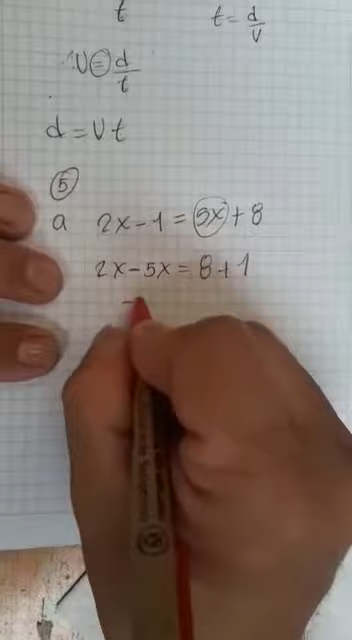 t t = d/v
V = d/t
d = vt
5
a 2x - 1 = 5x + 8
2x - 5x = 8 + 1
-